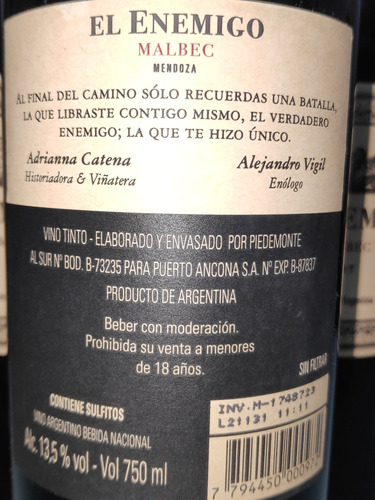 EL ENEMIGO
MALBEC
MENDOZA
AL FINAL DEL CAMINO SÓLO RECUERDAS UNA BATALLA,
LA QUE LIBRASTE CONTIGO MISMO, EL VERDADERO
ENEMIGO; LA QUE TE HIZO ÚNICO.
Adrianna Catena
Historiadora & Viñatera
Alejandro Vigil
Enólogo
VINO TINTO - ELABORADO Y ENVASADO POR PIEDEMONTE
AL SUR Nº BOD. B-73235 PARA PUERTO ANCONA S.A. Nº EXP. B-87837
PRODUCTO DE ARGENTINA
Beber con moderación.
Prohibida su venta a menores
de 18 años.
SIN FILTRAR
CONTIENE SULFITOS
VINO ARGENTINO BEBIDA NACIONAL
Alc. 13,5 % vol - Vol 750 ml
INV.M-1748723
L21131 11:11
ENEMIGO
MALBEC